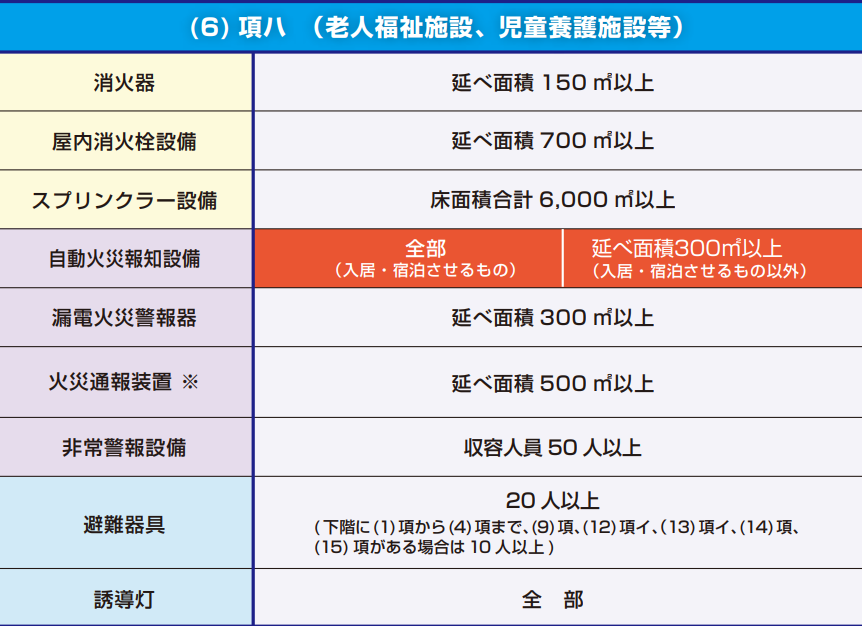 (6) 項ハ （老人福祉施設、児童養護施設等）
消火器
延べ面積 150 ㎡以上
屋内消火栓設備
延べ面積 700 ㎡以上
スプリンクラー設備
床面積合計 6,000 ㎡以上
自動火災報知設備
全部
（入居・宿泊させるもの）
延べ面積300㎡以上
（入居・宿泊させるもの以外）
漏電火災警報器
延べ面積 300 ㎡以上
火災通報装置 ※
延べ面積 500 ㎡以上
非常警報設備
収容人員 50 人以上
避難器具
20 人以上
( 下階に (1) 項から (4) 項まで、(9) 項、(12) 項イ、(13) 項イ、(14) 項、
(15) 項がある場合は 10 人以上 )
誘導灯
全　部